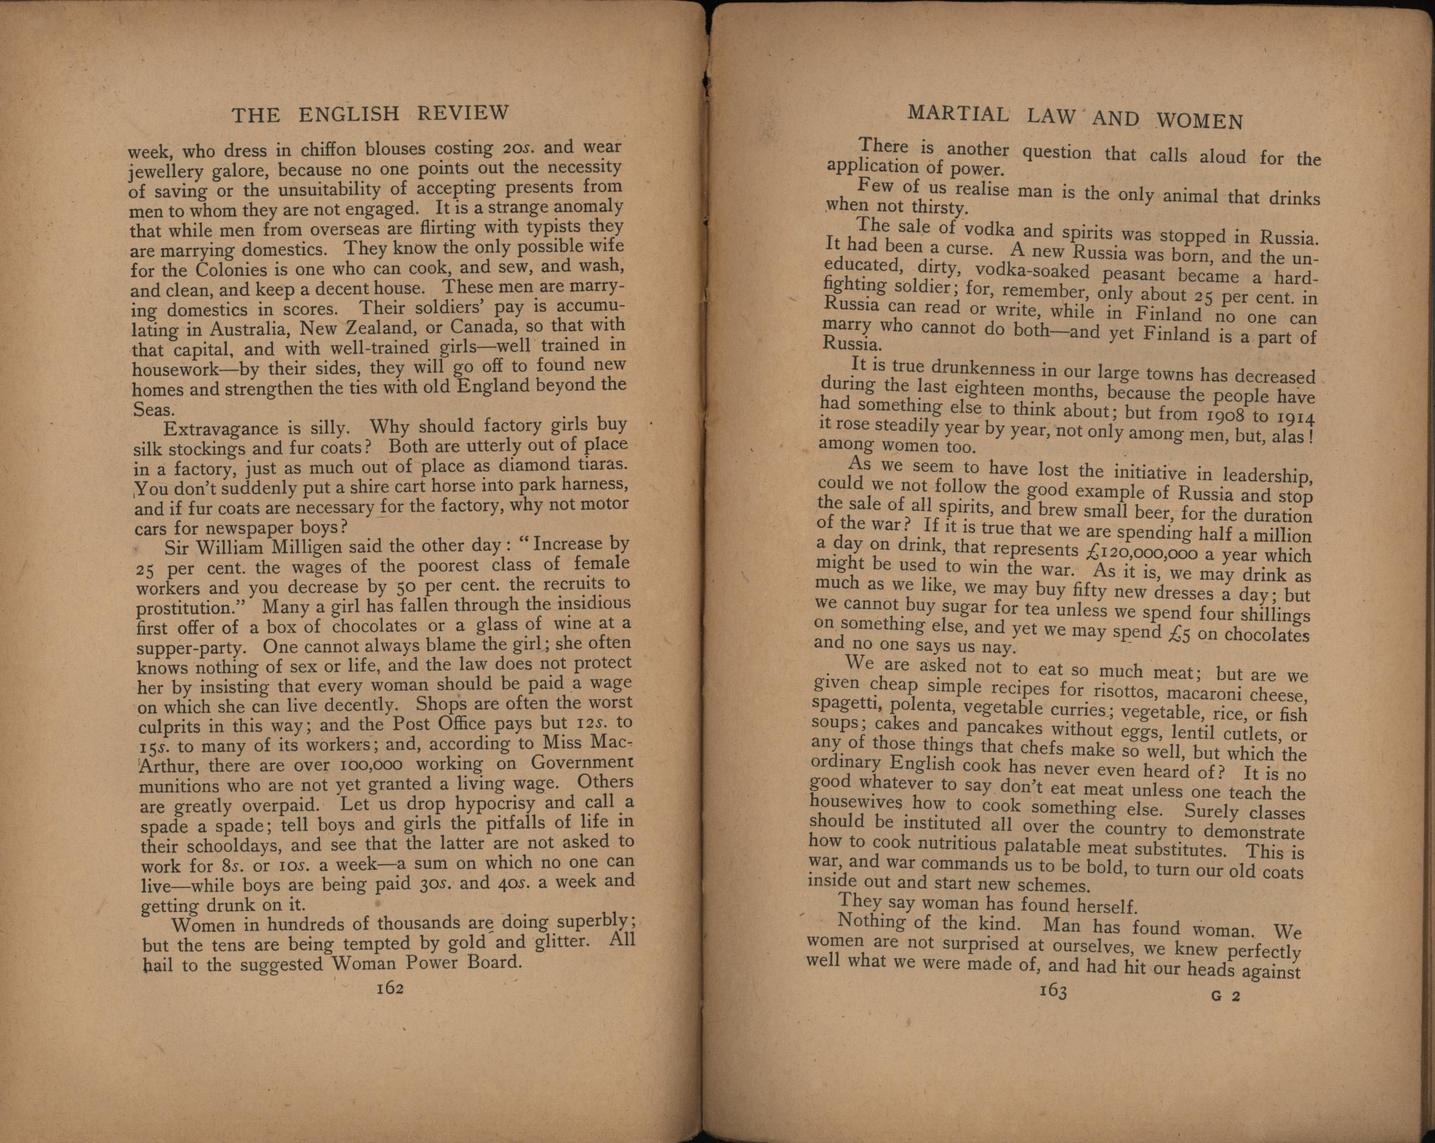 THE ENGLISH REVIEW
week, who dress in chiffon blouses costing 20s. and wear
jewellery galore, because no one points out the necessity
of saving or the unsuitability of accepting presents from
men to whom they are not engaged. It is a strange anomaly
that while men from overseas are flirting with typists they
are marrying domestics. They know the only possible wife
for the Colonies is one who can cook, and sew, and wash,
and clean, and keep a decent house. These men are marry-
ing domestics in scores. Their soldiers' pay is accumu-
lating in Australia, New Zealand, or Canada, so that with
that capital, and with well-trained girls—well trained in
housework—by their sides, they will go off to found new
homes and strengthen the ties with old England beyond the
Seas.
Extravagance is silly. Why should factory girls buy
silk stockings and fur coats? Both are utterly out of place
in a factory, just as much out of place as diamond tiaras.
You don't suddenly put a shire cart horse into park harness,
and if fur coats are necessary for the factory, why not motor
cars for newspaper boys?
Sir William Milligen said the other day: "Increase by
25 per cent. the wages of the poorest class of female
workers and you decrease by 50 per cent. the recruits to
prostitution." Many a girl has fallen through the insidious
first offer of a box of chocolates or a glass of wine at a
supper-party. One cannot always blame the girl; she often
knows nothing of sex or life, and the law does not protect
her by insisting that every woman should be paid a wage
on which she can live decently. Shops are often the worst
culprits in this way; and the Post Office pays but 12s. to
15s. to many of its workers; and, according to Miss Mac-
Arthur, there are over 100,000 working on Government
munitions who are not yet granted a living wage. Others
are greatly overpaid. Let us drop hypocrisy and call a
spade a spade; tell boys and girls the pitfalls of life in
their schooldays, and see that the latter are not asked to
work for 8s. or 10s. a week—a sum on which no one can
live—while boys are being paid 30s. and 40s. a week and
getting drunk on it.
Women in hundreds of thousands are doing superbly;
but the tens are being tempted by gold and glitter. All
hail to the suggested Woman Power Board.
162
MARTIAL LAW AND WOMEN
There is another question that calls aloud for the
application of power.
Few of us realise man is the only animal that drinks
when not thirsty.
The sale of vodka and spirits was stopped in Russia.
It had been a curse. A new Russia was born, and the un-
educated, dirty, vodka-soaked peasant became a hard-
fighting soldier; for, remember, only about 25 per cent. in
Russia can read or write, while in Finland no one can
marry who cannot do both—and yet Finland is a part of
Russia.
It is true drunkenness in our large towns has decreased
during the last eighteen months, because the people have
had something else to think about; but from 1908 to 1914
it rose steadily year by year, not only among men, but, alas!
among women too.
As we seem to have lost the initiative in leadership,
could we not follow the good example of Russia and stop
the sale of all spirits, and brew small beer, for the duration
of the war? If it is true that we are spending half a million
a day on drink, that represents £120,000,000 a year which
might be used to win the war. As it is, we may drink as
much as we like, we may buy fifty new dresses a day; but
we cannot buy sugar for tea unless we spend four shillings
on something else, and yet we may spend £5 on chocolates
and no one says us nay.
We are asked not to eat so much meat; but are we
given cheap simple recipes for risottos, macaroni cheese,
spagetti, polenta, vegetable curries; vegetable, rice, or fish
soups; cakes and pancakes without eggs, lentil cutlets, or
any of those things that chefs make so well, but which the
ordinary English cook has never even heard of? It is no
good whatever to say don't eat meat unless one teach the
housewives how to cook something else. Surely classes
should be instituted all over the country to demonstrate
how to cook nutritious palatable meat substitutes. This is
war, and war commands us to be bold, to turn our old coats
inside out and start new schemes.
They say woman has found herself.
Nothing of the kind. Man has found woman. We
women are not surprised at ourselves, we knew perfectly
well what we were made of, and had hit our heads against
163 G 2